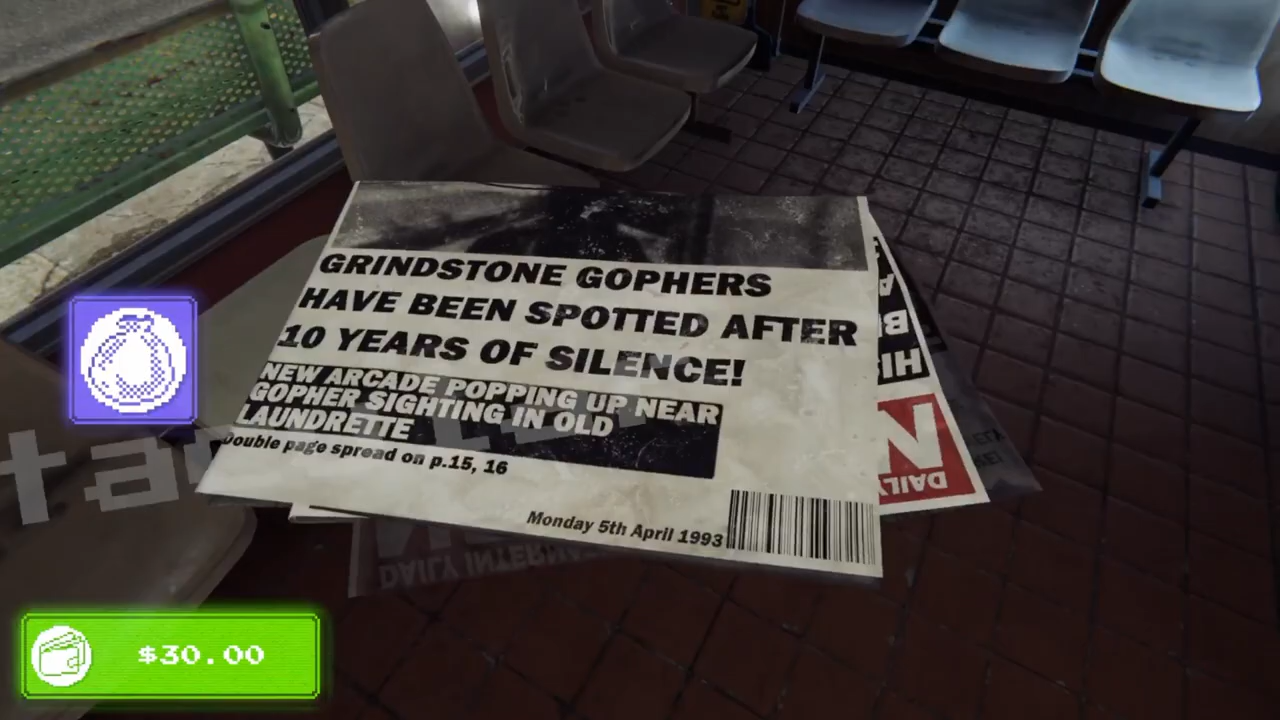 GRINDSTONE GOPHERS
HAVE BEEN SPOTTED AFTER
10 YEARS OF SILENCE!
NEW ARCADE POPPING UP NEAR
GOPHER SIGHTING IN OLD
LAUNDRETTE
Double page spread on p.15, 16
Monday 5th April 1993
N
DAILY
$30.00